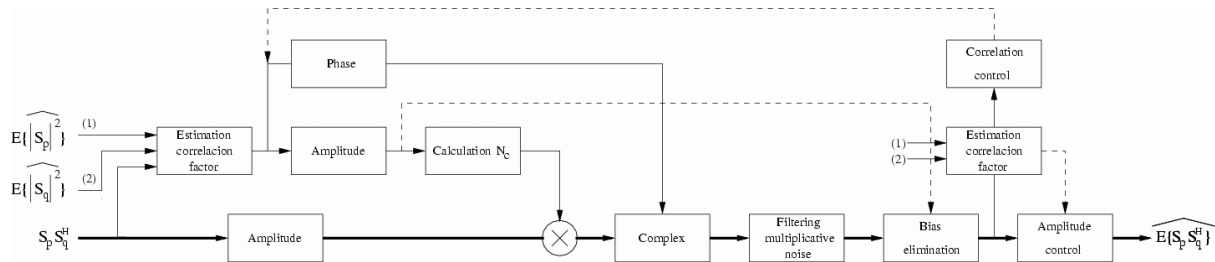 Phase
Correlation
control
E{|S_p|^2}
(1)
Estimation
correlacion
factor
Amplitude
Calculation N_c
(1)
(2)
Estimation
correlacion
factor
E{|S_q|^2}
(2)
S_p S_q^H
Amplitude
Complex
Filtering
multiplicative
noise
Bias
elimination
Amplitude
control
E{S_p S_q^H}